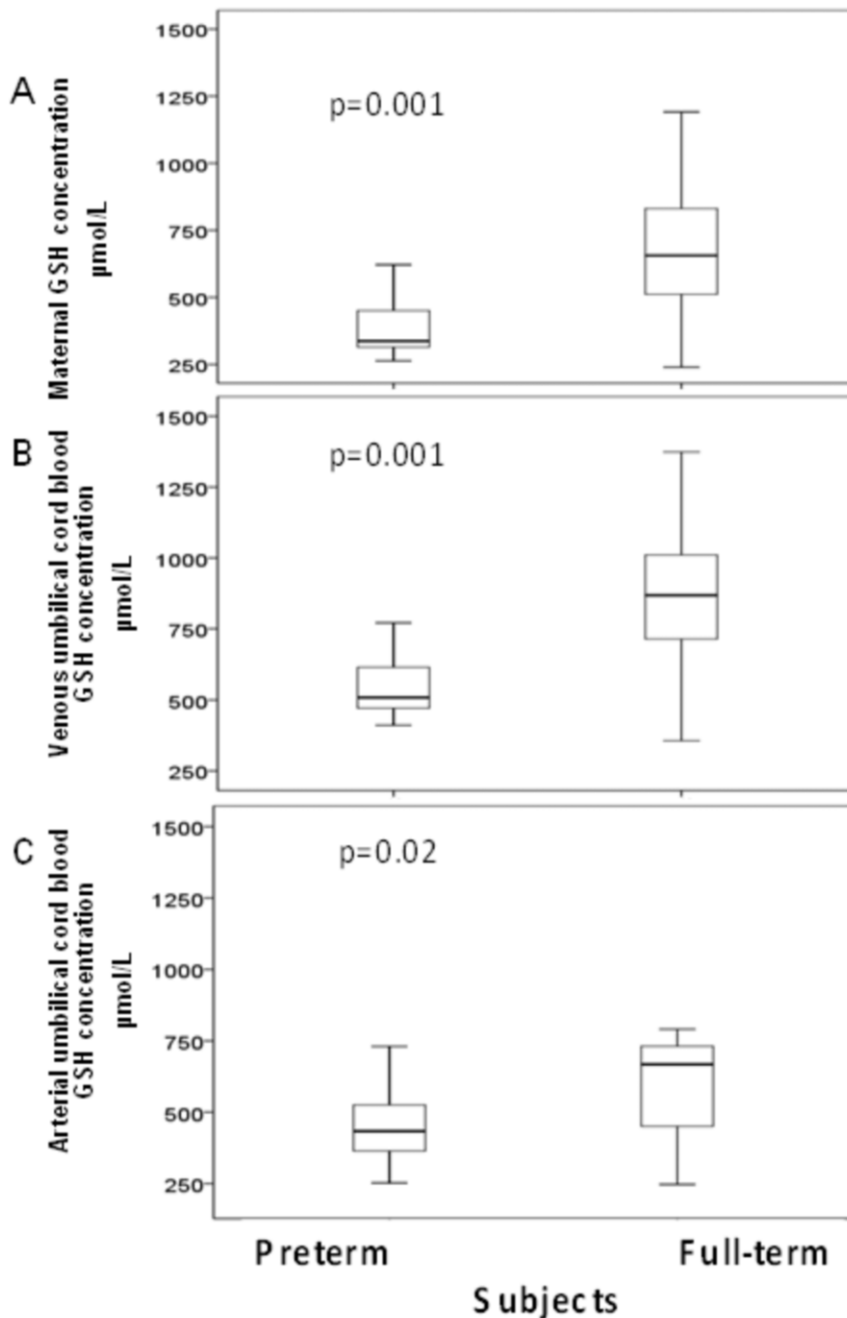 A
Maternal GSH concentration
µmol/L
1500
1250
1000
750
500
250
p=0.001
B
Venous umbilical cord blood
GSH concentration
µmol/L
1500
1250
1000
750
500
250
p=0.001
C
Arterial umbilical cord blood
GSH concentration
µmol/L
1500
1250
1000
750
500
250
p=0.02
Preterm
Full-term
Subjects